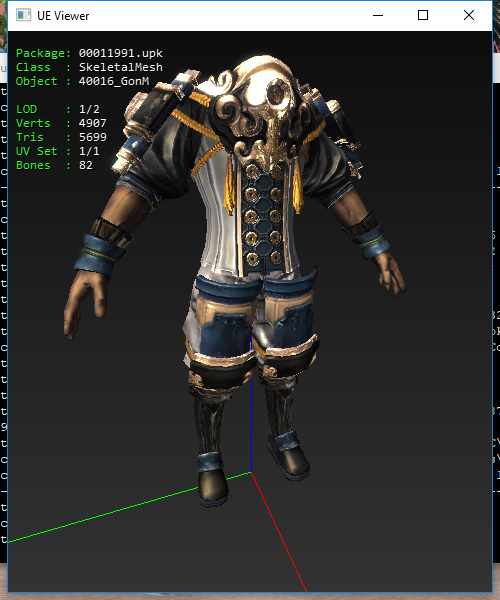 UE Viewer
Package: 00011991.upk
Class  : SkeletalMesh
Object : 40016_GonM
LOD    : 1/2
Verts  : 4907
Tris   : 5699
UV Set : 1/1
Bones  : 82